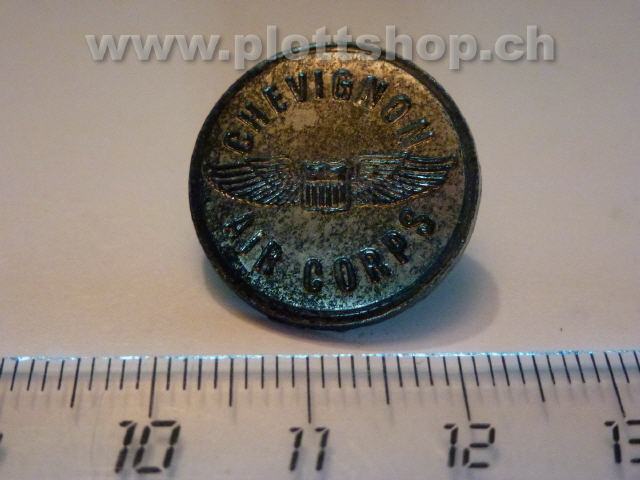 www.plottshop.ch
CHEVIGNON
AIR CORPS
10 11 12 13